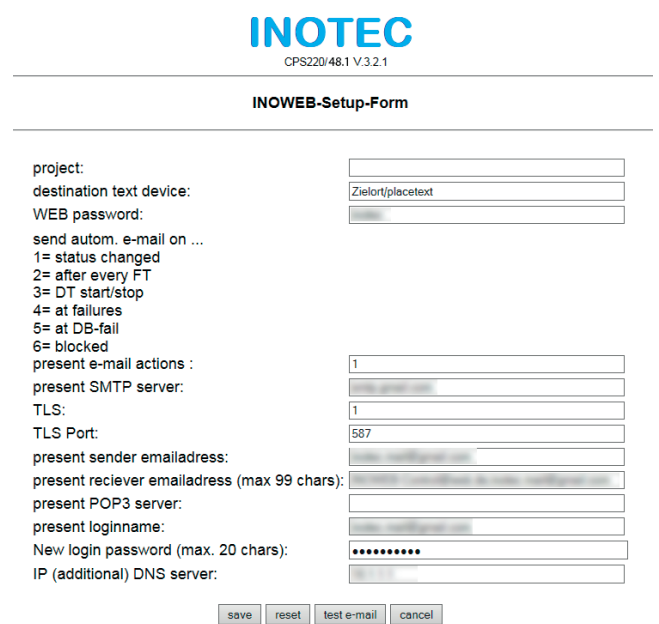 INOTEC
CPS220/48.1 V.3.2.1
INOWEB-Setup-Form
project:
destination text device: Zielort/placetext
WEB password:
send autom. e-mail on ...
1= status changed
2= after every FT
3= DT start/stop
4= at failures
5= at DB-fail
6= blocked
present e-mail actions : 1
present SMTP server:
TLS: 1
TLS Port: 587
present sender emailadress:
present reciever emailadress (max 99 chars):
present POP3 server:
present loginname:
New login password (max. 20 chars): ●●●●●●●●●●
IP (additional) DNS server:
save reset test e-mail cancel